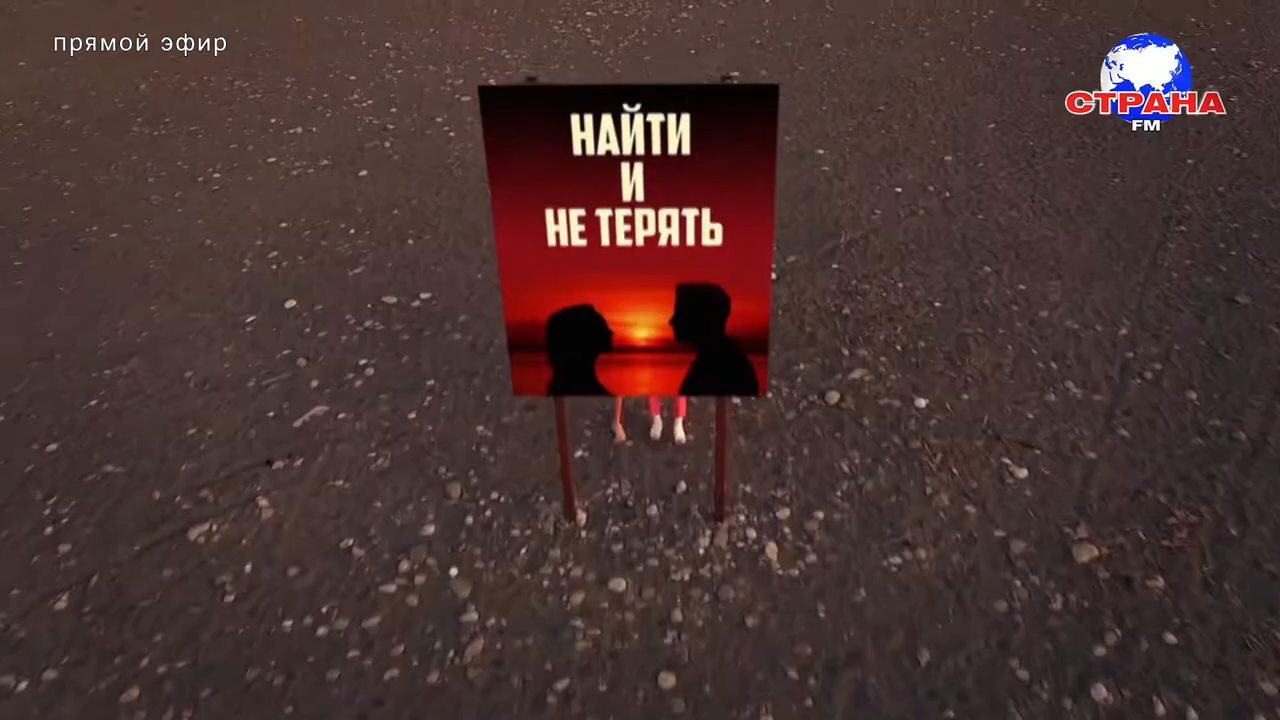 прямой эфир
СТРАНА
FM
НАЙТИ
И
НЕ ТЕРЯТЬ